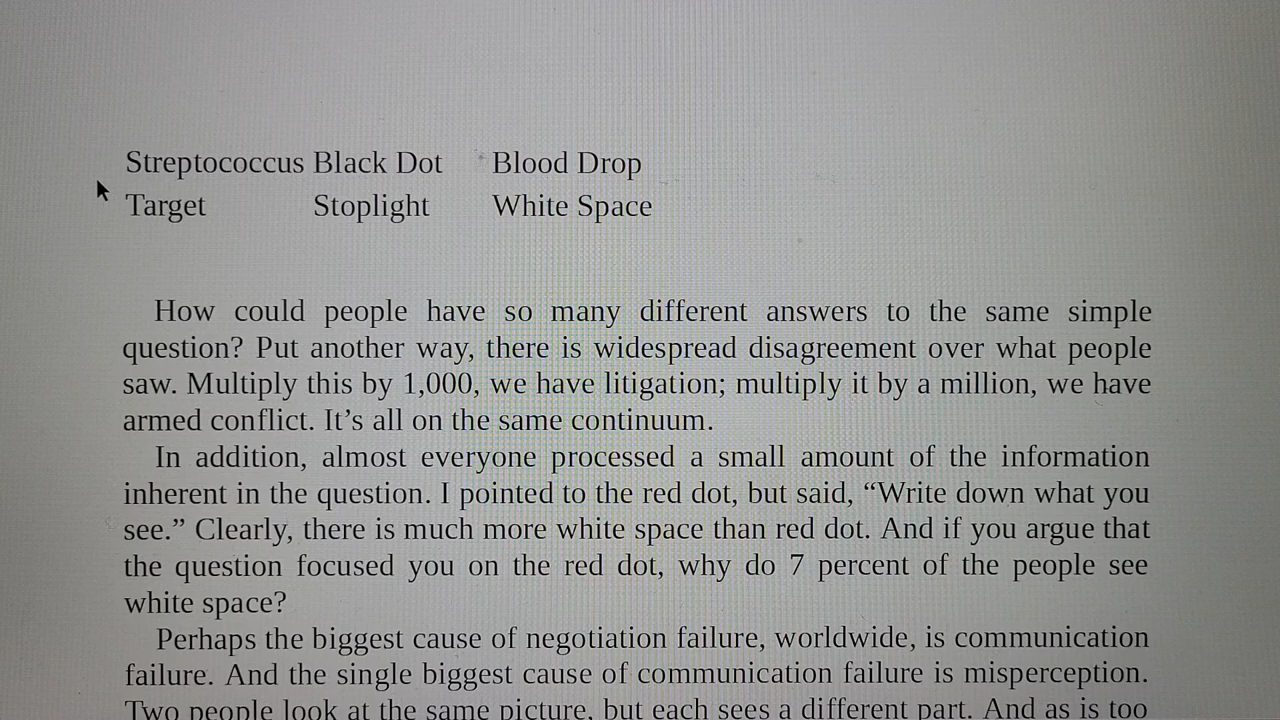 Streptococcus Black Dot Blood Drop
Target Stoplight White Space
How could people have so many different answers to the same simple
question? Put another way, there is widespread disagreement over what people
saw. Multiply this by 1,000, we have litigation; multiply it by a million, we have
armed conflict. It’s all on the same continuum.
In addition, almost everyone processed a small amount of the information
inherent in the question. I pointed to the red dot, but said, “Write down what you
see.” Clearly, there is much more white space than red dot. And if you argue that
the question focused you on the red dot, why do 7 percent of the people see
white space?
Perhaps the biggest cause of negotiation failure, worldwide, is communication
failure. And the single biggest cause of communication failure is misperception.
Two people look at the same picture, but each sees a different part. And as is too